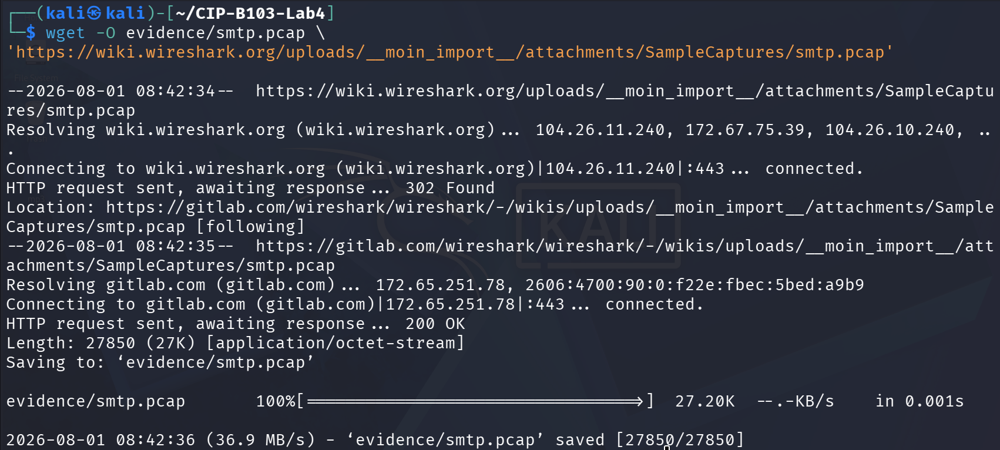 ┌──(kali㉿kali)-[~/CIP-B103-Lab4]
└─$ wget -O evidence/smtp.pcap \
'https://wiki.wireshark.org/uploads/__moin_import__/attachments/SampleCaptures/smtp.pcap'
File System
--2026-08-01 08:42:34--  https://wiki.wireshark.org/uploads/__moin_import__/attachments/SampleCaptu
res/smtp.pcap
Resolving wiki.wireshark.org (wiki.wireshark.org)... 104.26.11.240, 172.67.75.39, 104.26.10.240, ..
.
Connecting to wiki.wireshark.org (wiki.wireshark.org)|104.26.11.240|:443... connected.
HTTP request sent, awaiting response... 302 Found
Location: https://gitlab.com/wireshark/wireshark/-/wikis/uploads/__moin_import__/attachments/Sample
Captures/smtp.pcap [following]
KALI
--2026-08-01 08:42:35--  https://gitlab.com/wireshark/wireshark/-/wikis/uploads/__moin_import__/att
achments/SampleCaptures/smtp.pcap
Resolving gitlab.com (gitlab.com)... 172.65.251.78, 2606:4700:90:0:f22e:fbec:5bed:a9b9
Connecting to gitlab.com (gitlab.com)|172.65.251.78|:443... connected.
HTTP request sent, awaiting response... 200 OK
Length: 27850 (27K) [application/octet-stream]
Saving to: ‘evidence/smtp.pcap’
evidence/smtp.pcap       100%[==================================>]  27.20K  --.-KB/s    in 0.001s
2026-08-01 08:42:36 (36.9 MB/s) - ‘evidence/smtp.pcap’ saved [27850/27850]